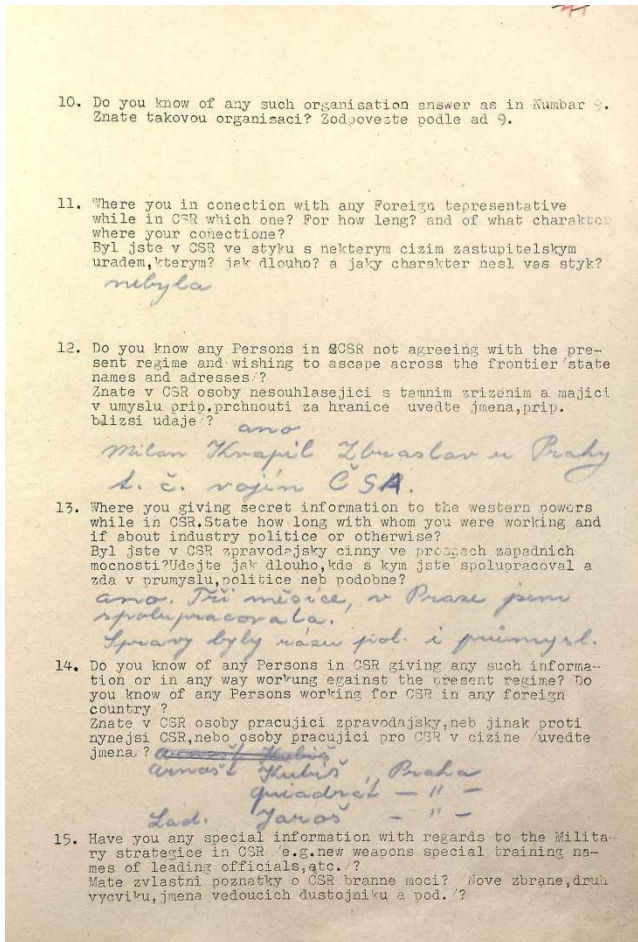 10. Do you know of any such organisation answer as in Numbar 9.
Znate takovou organisaci? Zodpovezte podle ad 9.
11. Where you in conection with any Foreign tepresentative
while in CSR which one? For how leng? and of what charakter
where your conectione?
Byl jste v CSR ve styku s nekterym cizim zastupitelskym
uradem,kterym? jak dlouho? a jaky charakter nesl vas styk?
nebyla
12. Do you know any Persons in CSR not agreeing with the pre-
sent regime and wishing to ascape across the frontier/state
names and adresses/?
Znate v CSR osoby nesouhlasejici s tamnim zrizenim a majici
v umyslu prip.prchnouti za hranice uvedte jmena,prip.
blizsi udaje/?
ano
Milan Kvapil Zbraslav u Prahy
t. č. vojín ČSA.
13. Where you giving secret information to the western powers
while in CSR.State how long with whom you were working and
if about industry politice or otherwise?
Byl jste v CSR zpravodajsky cinny ve prospech zapadnich
mocnosti?Udejte jak dlouho,kde s kym jste spolupracoval a
zda v prumyslu,politice neb podobne?
ano. Tři měsíce, v Praze jsem
spolupracovala.
Spravy byly rázu pol. i průmysl.
14. Do you know of any Persons in CSR giving any such informa-
tion or in any way workung egainst the present regime? Do
you know of any Persons working for CSR in any foreign
country ?
Znate v CSR osoby pracujici zpravodajsky,neb jinak proti
nynejsi CSR,nebo osoby pracujici pro CSR v cizine /uvedte
jmena/? Arnošt Kubiš
Arnošt Kubiš, Praha
— " —
Lad. Jaroš — " —
15. Have you any special information with regards to the Milita-
ry strategice in CSR /e.g.new weapons special training na-
mes of leading officials,etc./?
Mate zvlastni poznatky o CSR branne moci? Nove zbrane,druh
vycviku,jmena vedoucich dustojniku a pod./?